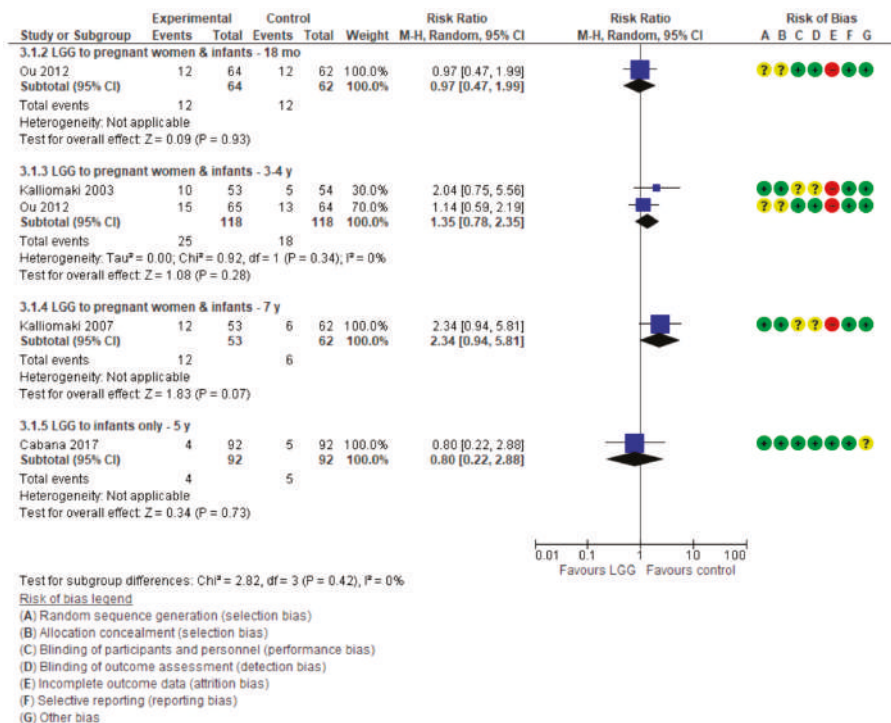 Experimental Control Risk Ratio Risk Ratio Risk of Bias
Study or Subgroup Events Total Events Total Weight M-H, Random, 95% CI M-H, Random, 95% CI A B C D E F G
3.1.2 LGG to pregnant women & infants - 18 mo
Ou 2012 12 64 12 62 100.0% 0.97 [0.47, 1.99] ? ? + + - + +
Subtotal (95% CI) 64 62 100.0% 0.97 [0.47, 1.99]
Total events 12 12
Heterogeneity: Not applicable
Test for overall effect: Z = 0.09 (P = 0.93)
3.1.3 LGG to pregnant women & infants - 3-4 y
Kalliomaki 2003 10 53 5 54 30.0% 2.04 [0.75, 5.56] + + ? ? - + +
Ou 2012 15 65 13 64 70.0% 1.14 [0.59, 2.19] ? ? + + - + +
Subtotal (95% CI) 118 118 100.0% 1.35 [0.78, 2.35]
Total events 25 18
Heterogeneity: Tau² = 0.00; Chi² = 0.92, df = 1 (P = 0.34); I² = 0%
Test for overall effect: Z = 1.08 (P = 0.28)
3.1.4 LGG to pregnant women & infants - 7 y
Kalliomaki 2007 12 53 6 62 100.0% 2.34 [0.94, 5.81] + + ? ? - + +
Subtotal (95% CI) 53 62 100.0% 2.34 [0.94, 5.81]
Total events 12 6
Heterogeneity: Not applicable
Test for overall effect: Z = 1.83 (P = 0.07)
3.1.5 LGG to infants only - 5 y
Cabana 2017 4 92 5 92 100.0% 0.80 [0.22, 2.88] + + + + + + ?
Subtotal (95% CI) 92 92 100.0% 0.80 [0.22, 2.88]
Total events 4 5
Heterogeneity: Not applicable
Test for overall effect: Z = 0.34 (P = 0.73)
0.01 0.1 1 10 100
Favours LGG Favours control
Test for subgroup differences: Chi² = 2.82, df = 3 (P = 0.42), I² = 0%
Risk of bias legend
(A) Random sequence generation (selection bias)
(B) Allocation concealment (selection bias)
(C) Blinding of participants and personnel (performance bias)
(D) Blinding of outcome assessment (detection bias)
(E) Incomplete outcome data (attrition bias)
(F) Selective reporting (reporting bias)
(G) Other bias